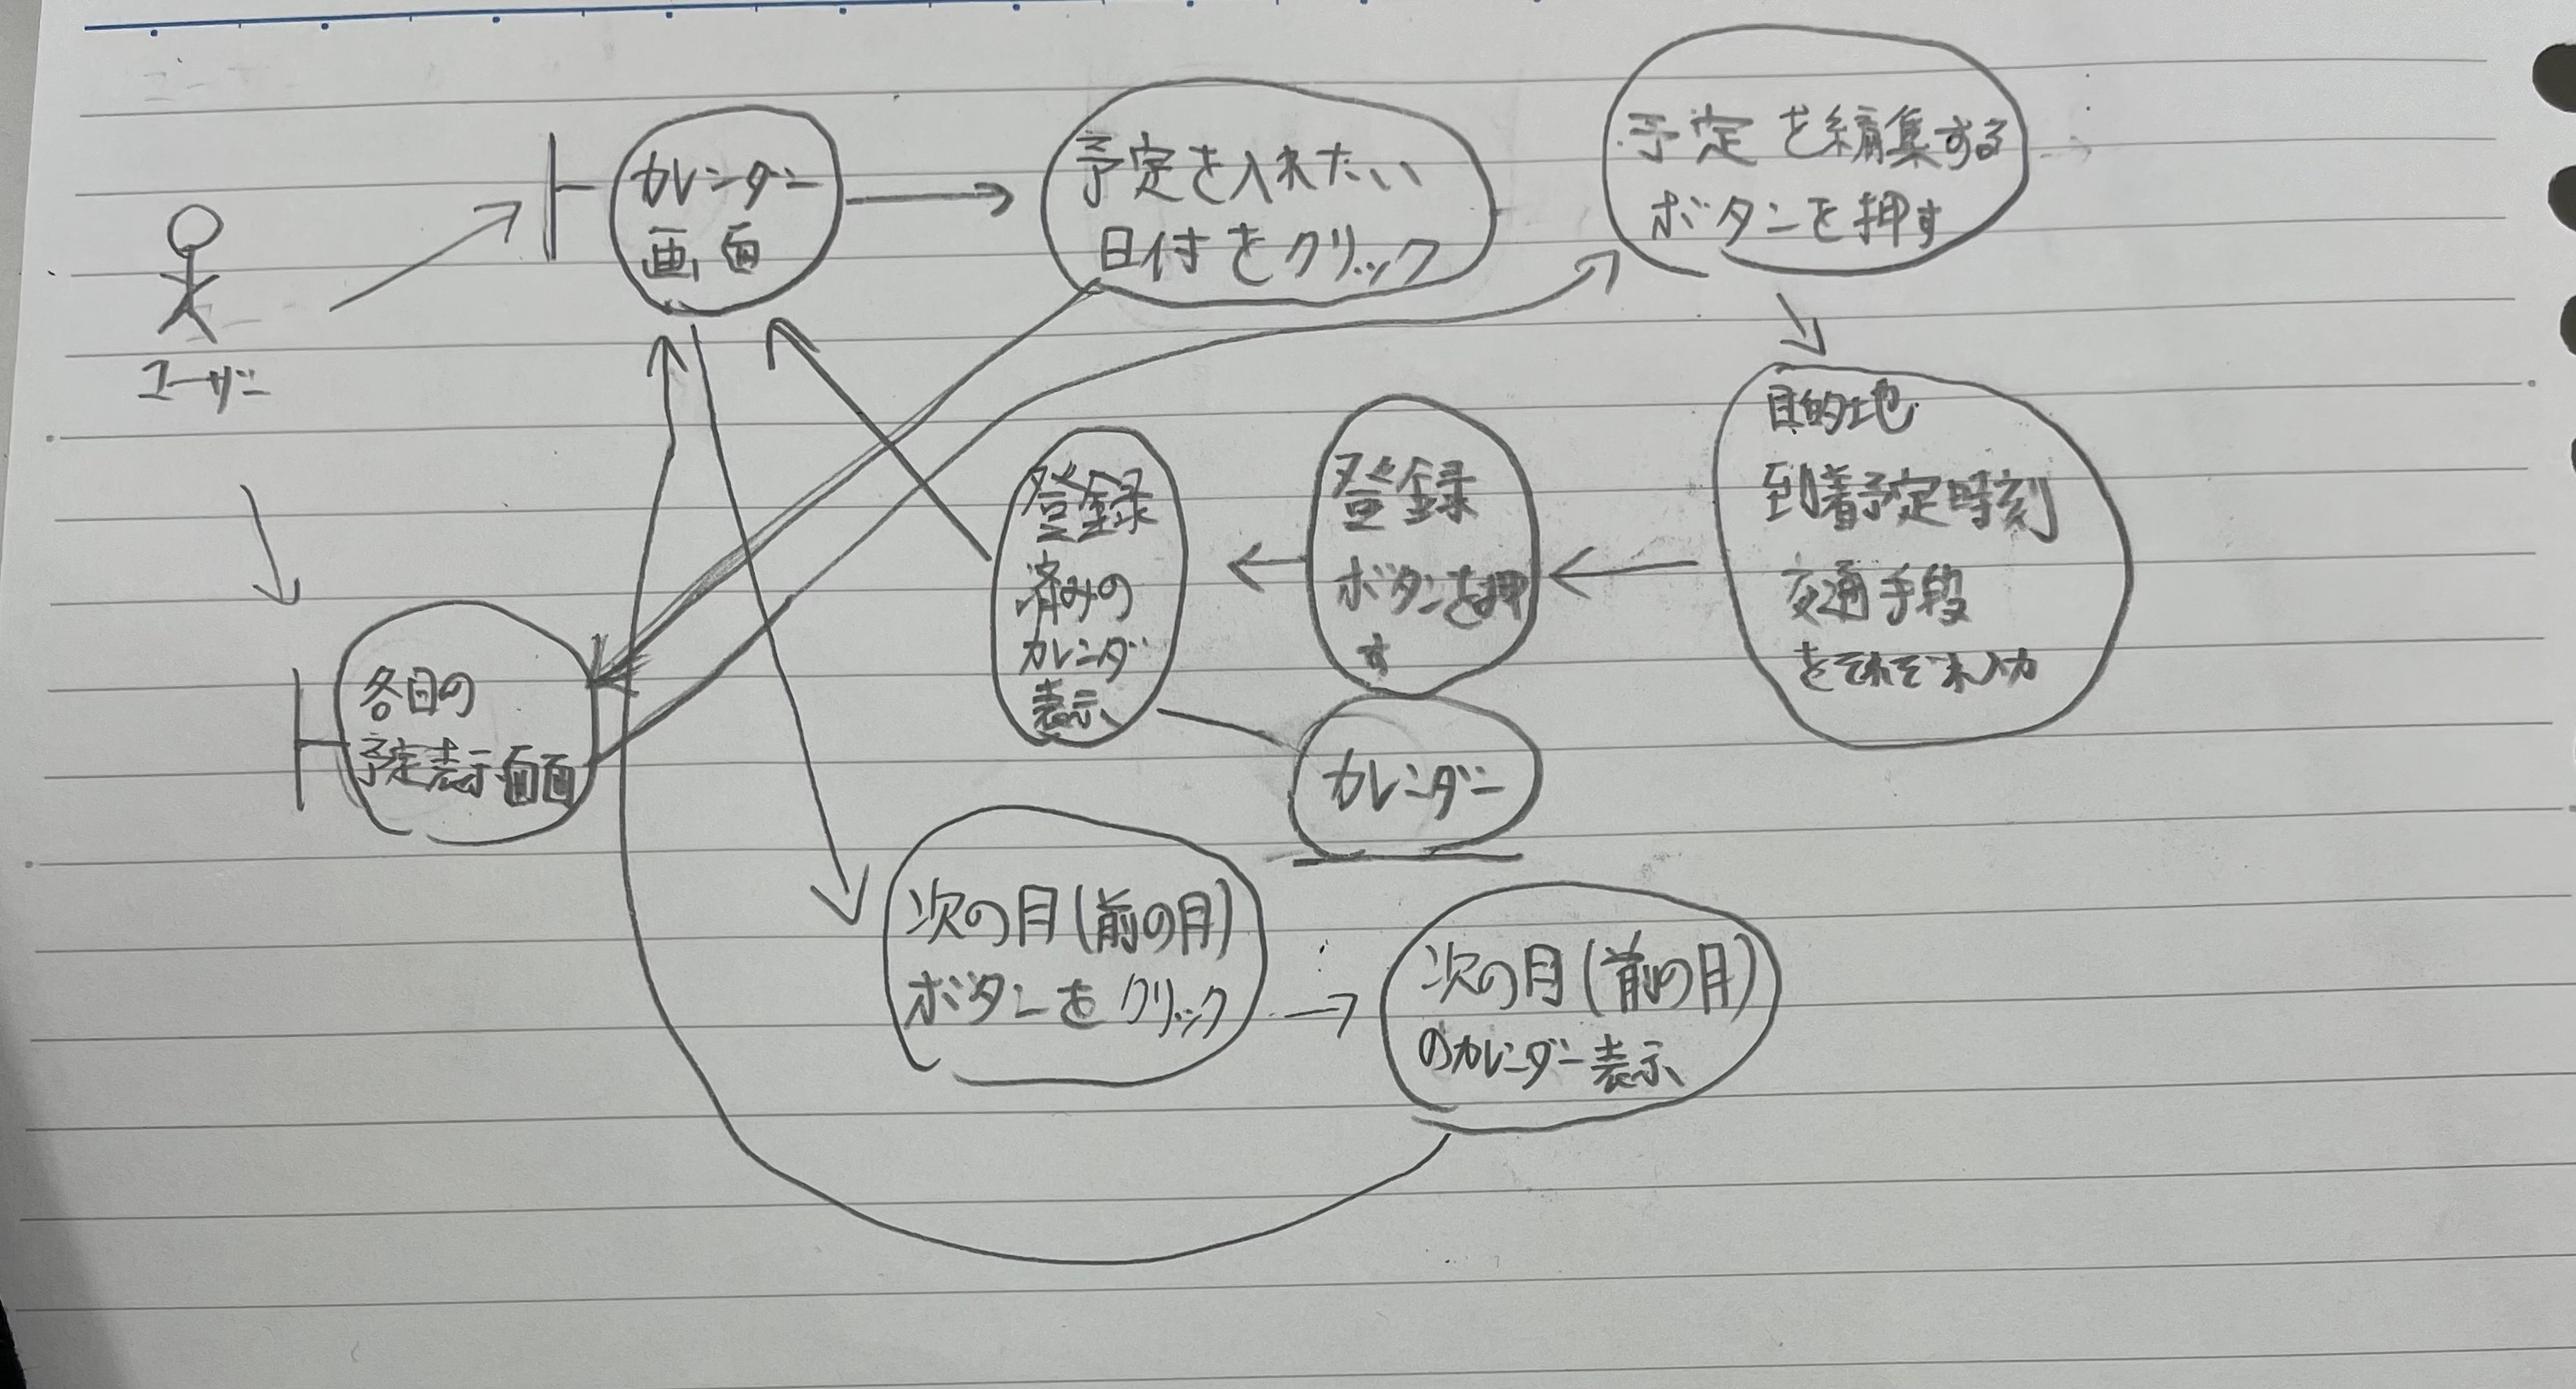 カレンダー
画面
予定を入れたい
日付をクリック
予定を編集する
ボタンを押す
ユーザー
目的地
到着予定時刻
交通手段
をそれぞれ入力
登録
ボタンを押
す
登録
済みの
カレンダー
表示
各日の
予定表示画面
カレンダー
次の月(前の月)
ボタンをクリック
次の月(前の月)
のカレンダー表示